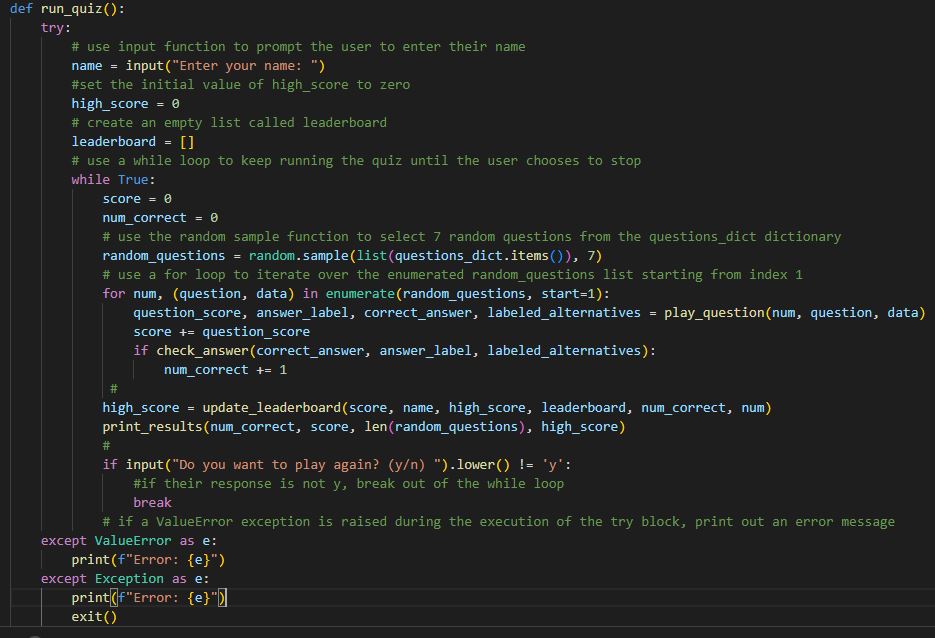 def run_quiz():
    try:
        # use input function to prompt the user to enter their name
        name = input("Enter your name: ")
        #set the initial value of high_score to zero
        high_score = 0
        # create an empty list called leaderboard
        leaderboard = []
        # use a while loop to keep running the quiz until the user chooses to stop
        while True:
            score = 0
            num_correct = 0
            # use the random sample function to select 7 random questions from the questions_dict dictionary
            random_questions = random.sample(list(questions_dict.items()), 7)
            # use a for loop to iterate over the enumerated random_questions list starting from index 1
            for num, (question, data) in enumerate(random_questions, start=1):
                question_score, answer_label, correct_answer, labeled_alternatives = play_question(num, question, data)
                score += question_score
                if check_answer(correct_answer, answer_label, labeled_alternatives):
                    num_correct += 1
             #
            high_score = update_leaderboard(score, name, high_score, leaderboard, num_correct, num)
            print_results(num_correct, score, len(random_questions), high_score)
            #
            if input("Do you want to play again? (y/n) ").lower() != 'y':
                #if their response is not y, break out of the while loop
                break
            # if a ValueError exception is raised during the execution of the try block, print out an error message
    except ValueError as e:
        print(f"Error: {e}")
    except Exception as e:
        print(f"Error: {e}")
        exit()